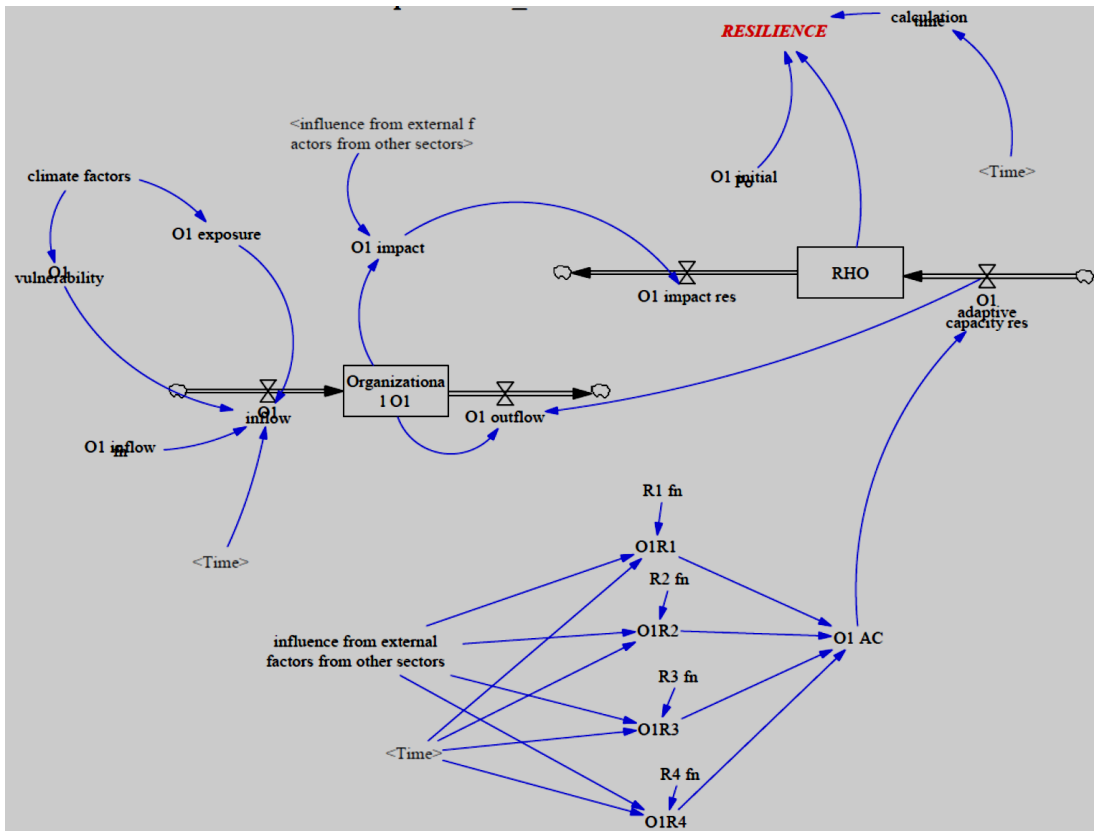 RESILIENCE
calculation
time
<influence from external f
actors from other sectors>
climate factors
O1 initial
Po
<Time>
O1 exposure
O1 impact
O1
vulnerability
RHO
O1 impact res
O1
adaptive
capacity res
Organizationa
l O1
O1
inflow
O1 outflow
O1 inflow
fn
<Time>
R1 fn
O1R1
R2 fn
O1R2
influence from external
factors from other sectors
O1 AC
R3 fn
O1R3
<Time>
R4 fn
O1R4